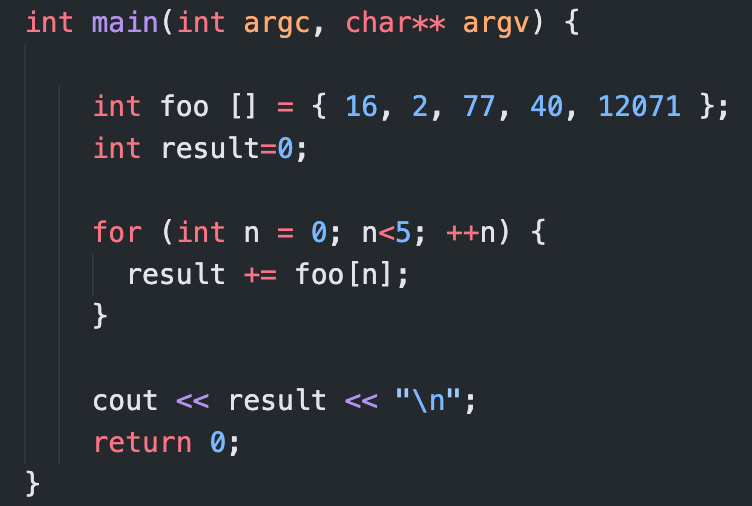 int main(int argc, char** argv) {
int foo [] = { 16, 2, 77, 40, 12071 };
int result=0;
for (int n = 0; n<5; ++n) {
result += foo[n];
}
cout << result << "\n";
return 0;
}